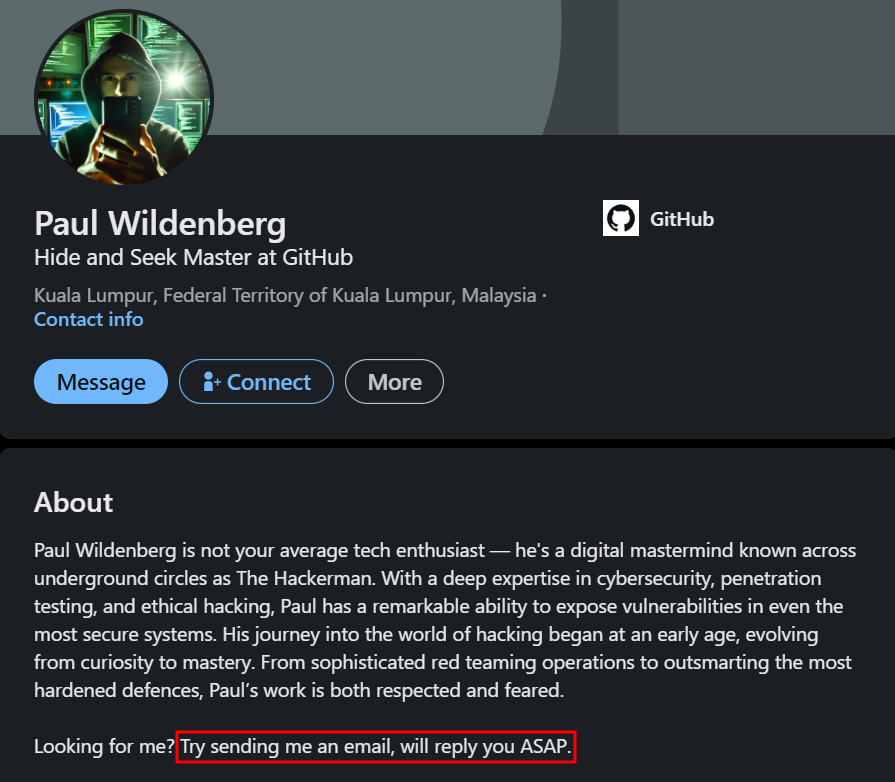 Paul Wildenberg
Hide and Seek Master at GitHub
Kuala Lumpur, Federal Territory of Kuala Lumpur, Malaysia ·
Contact info
GitHub
Message
Connect
More
About
Paul Wildenberg is not your average tech enthusiast — he's a digital mastermind known across
underground circles as The Hackerman. With a deep expertise in cybersecurity, penetration
testing, and ethical hacking, Paul has a remarkable ability to expose vulnerabilities in even the
most secure systems. His journey into the world of hacking began at an early age, evolving
from curiosity to mastery. From sophisticated red teaming operations to outsmarting the most
hardened defences, Paul’s work is both respected and feared.
Looking for me? Try sending me an email, will reply you ASAP.